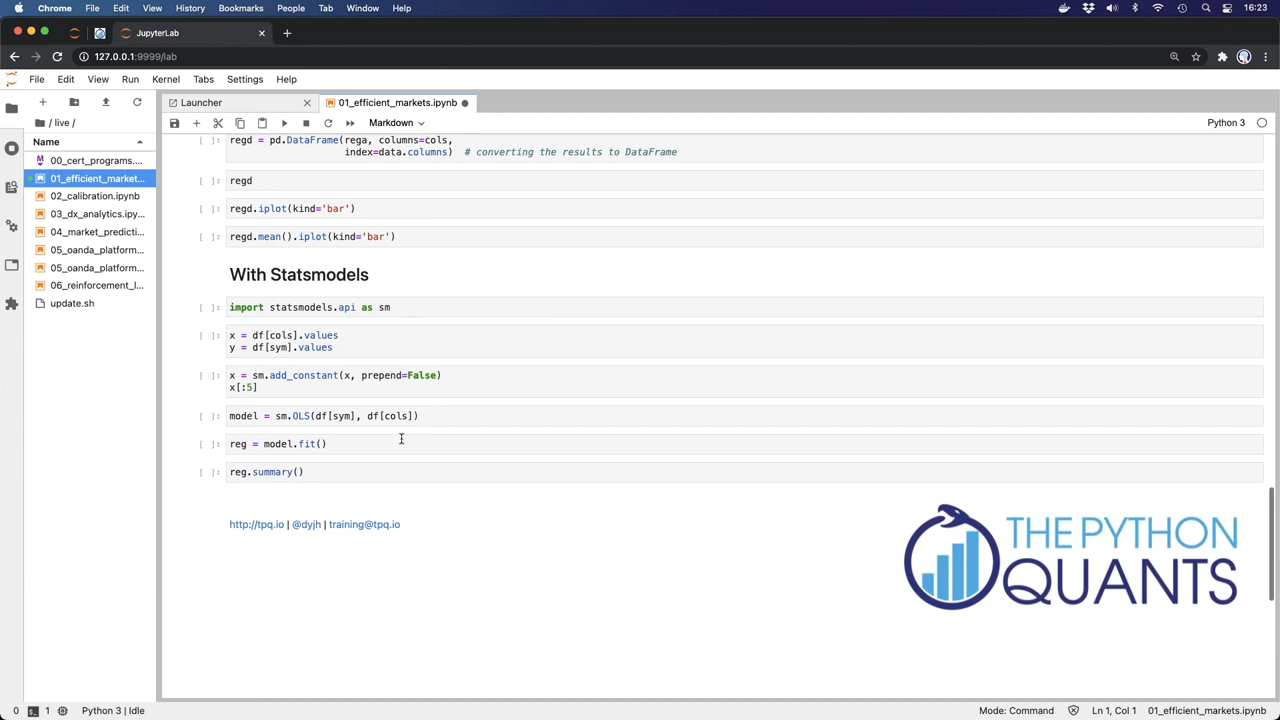 Chrome File Edit View History Bookmarks People Tab Window Help 16:23
JupyterLab
127.0.0.1:9999/lab
File Edit View Run Kernel Tabs Settings Help
Launcher
01_efficient_markets.ipynb
/ live /
Markdown
Python 3
Name
00_cert_programs....
01_efficient_market...
02_calibration.ipynb
03_dx_analytics.ipy...
04_market_predicti...
05_oanda_platform...
05_oanda_platform...
06_reinforcement_l...
update.sh
[ ]: regd = pd.DataFrame(rega, columns=cols,
index=data.columns) # converting the results to DataFrame
[ ]: regd
[ ]: regd.iplot(kind='bar')
[ ]: regd.mean().iplot(kind='bar')
With Statsmodels
[ ]: import statsmodels.api as sm
[ ]: x = df[cols].values
y = df[sym].values
[ ]: x = sm.add_constant(x, prepend=False)
x[:5]
[ ]: model = sm.OLS(df[sym], df[cols])
[ ]: reg = model.fit()
[ ]: reg.summary()
http://tpq.io | @dyjh | training@tpq.io
THE PYTHON
QUANTS
0 1 Python 3 | Idle
Mode: Command Ln 1, Col 1 01_efficient_markets.ipynb